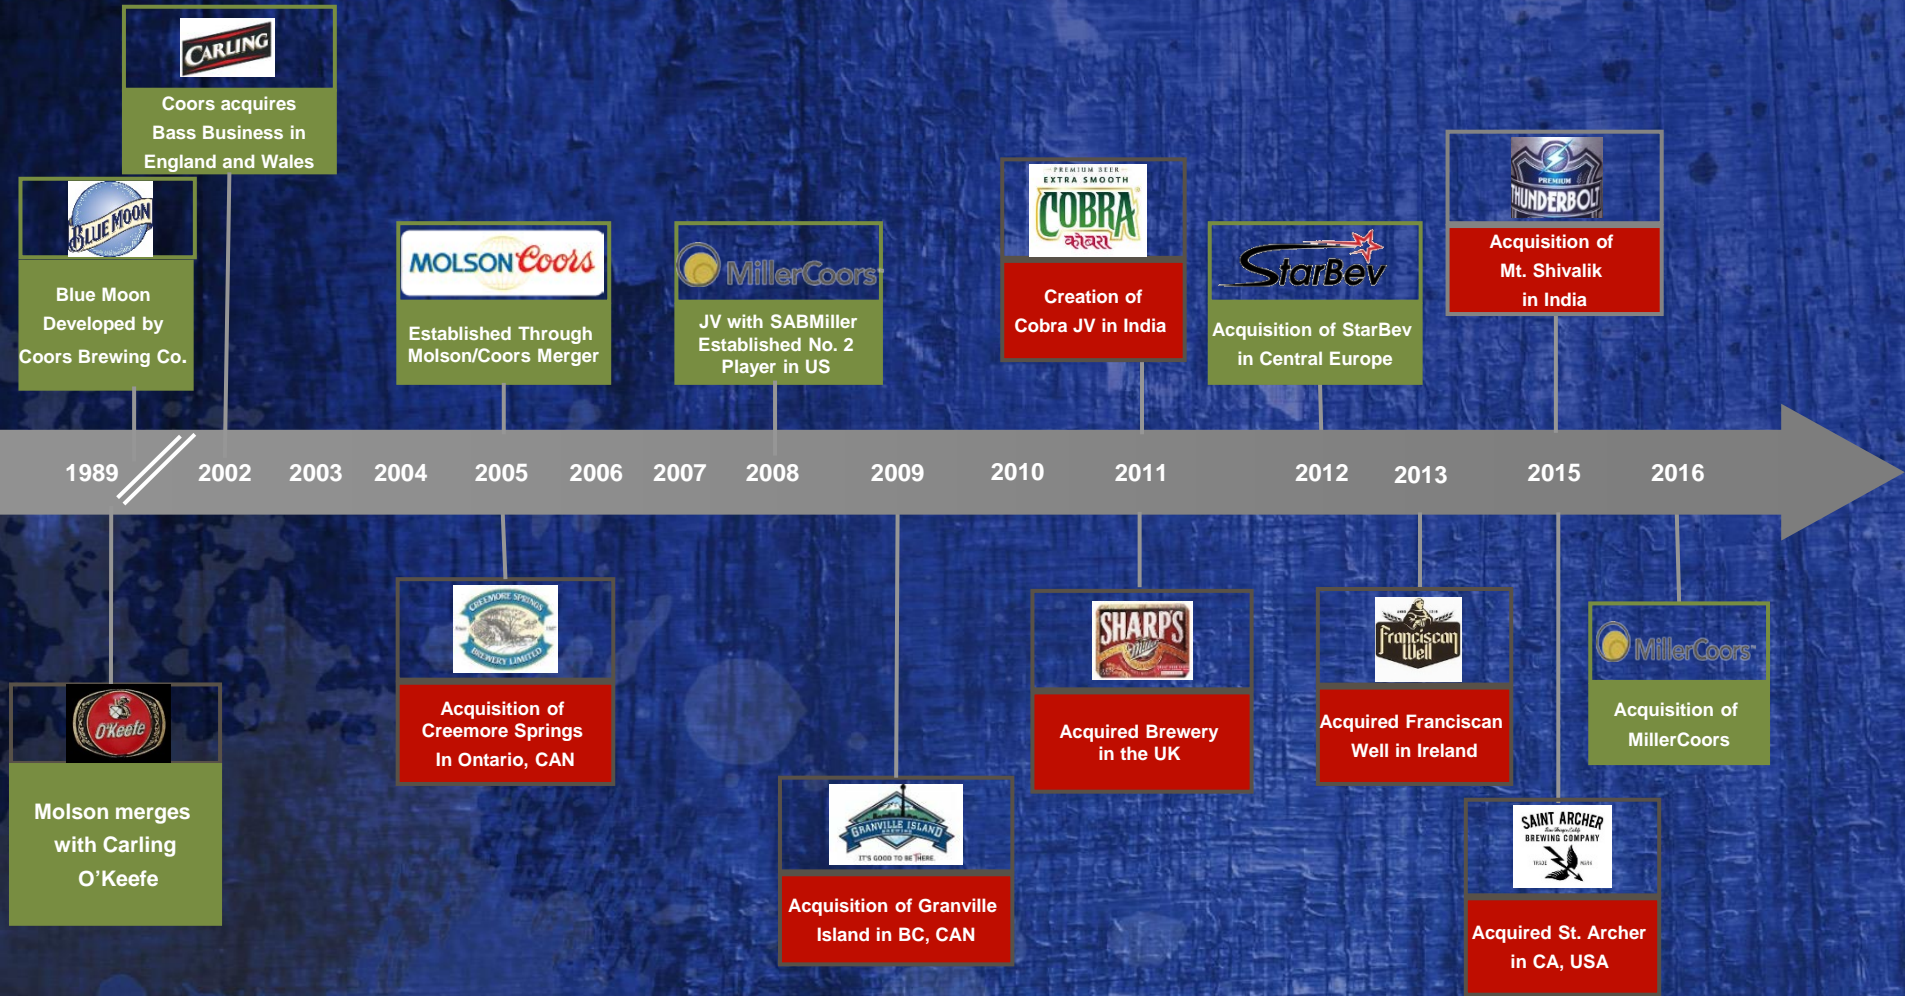 CARLING
Coors acquires
Bass Business in
England and Wales
BLUE MOON
Blue Moon
Developed by
Coors Brewing Co.
MOLSON Coors
Established Through
Molson/Coors Merger
MillerCoors
JV with SABMiller
Established No. 2
Player in US
PREMIUM BEER
EXTRA SMOOTH
COBRA
कोबरा
Creation of
Cobra JV in India
StarBev
Acquisition of StarBev
in Central Europe
PREMIUM
THUNDERBOLT
Acquisition of
Mt. Shivalik
in India
1989 2002 2003 2004 2005 2006 2007 2008 2009 2010 2011 2012 2013 2015 2016
O'Keefe
Molson merges
with Carling
O'Keefe
CREEMORE SPRINGS
BREWERY LIMITED
Acquisition of
Creemore Springs
In Ontario, CAN
GRANVILLE ISLAND
BREWING
IT'S GOOD TO BE THERE.
Acquisition of Granville
Island in BC, CAN
SHARP'S
Miller
Acquired Brewery
in the UK
Franciscan
Well
Acquired Franciscan
Well in Ireland
SAINT ARCHER
BREWING COMPANY
TRADE MARK
Acquired St. Archer
in CA, USA
MillerCoors
Acquisition of
MillerCoors